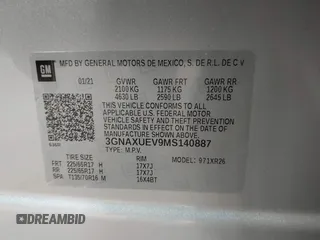 GM
MFD BY GENERAL MOTORS DE MEXICO, S. DE R.L. DE C.V.
01/21 GVWR GAWR FRT GAWR RR
2100 KG 1175 KG 1200 KG
4630 LB 2590 LB 2645 LB
THIS VEHICLE CONFORMS TO ALL
APPLICABLE U.S. FEDERAL MOTOR
VEHICLE SAFETY AND THEFT
PREVENTION STANDARDS IN
EFFECT ON THE DATE OF
MANUFACTURE SHOWN ABOVE.
3GNAXUEV9MS140887
TYPE: M.P.V. MODEL: 971XR26
TIRE SIZE RIM
FRT 225/65R17 H 17X7J
RR 225/65R17 H 17X7J
SPA T135/70R16 M 16X4BT
DREAMBID